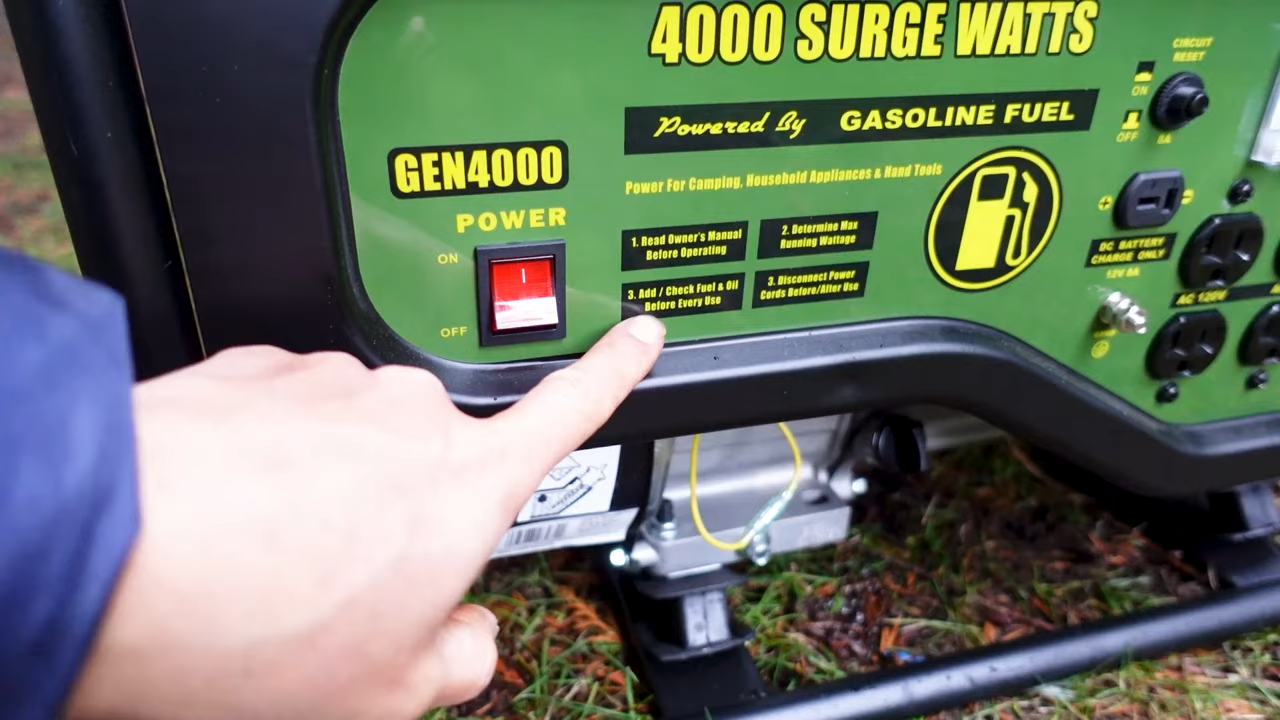 4000 SURGE WATTS
Powered By GASOLINE FUEL
GEN4000
Power For Camping, Household Appliances & Hand Tools
POWER
ON
OFF
1. Read Owner's Manual
Before Operating
2. Determine Max
Running Wattage
3. Add / Check Fuel & Oil
Before Every Use
3. Disconnect Power
Cords Before/After Use
CIRCUIT
RESET
ON
OFF
8A
DC BATTERY
CHARGE ONLY
12V 8A
AC 120V